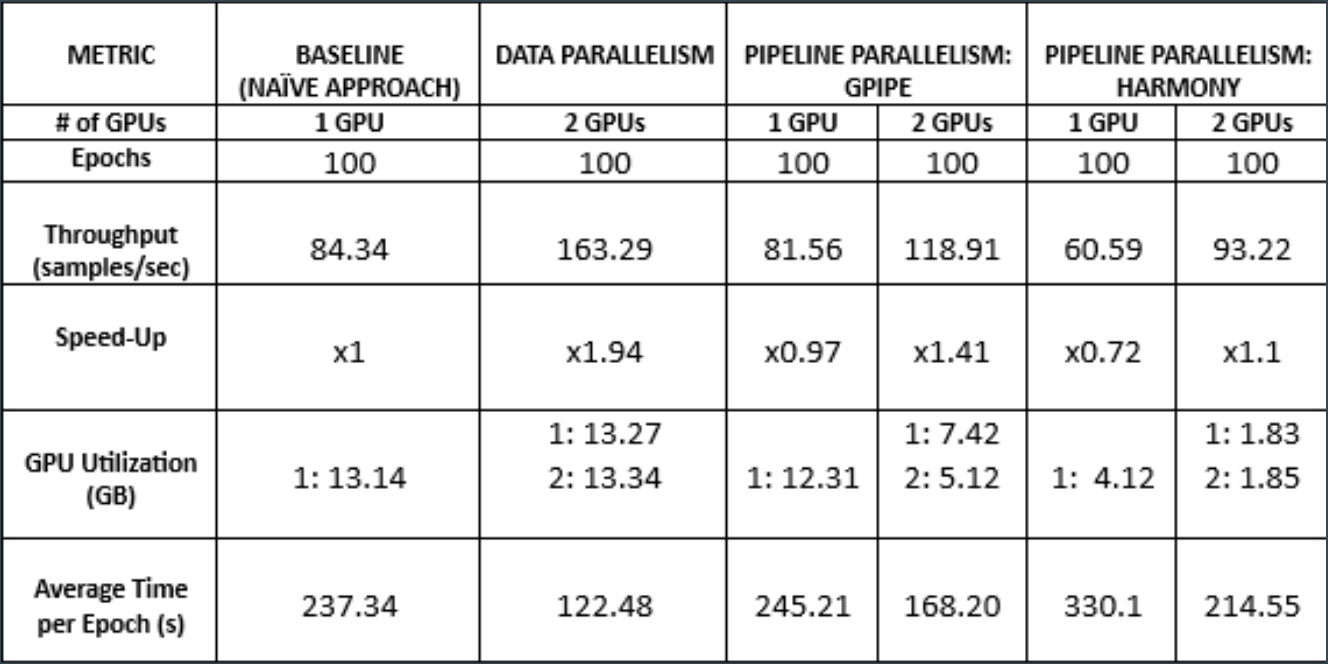 METRIC
BASELINE
(NAÏVE APPROACH)
DATA PARALLELISM
PIPELINE PARALLELISM:
GPIPE
PIPELINE PARALLELISM:
HARMONY
# of GPUs
1 GPU
2 GPUs
1 GPU
2 GPUs
1 GPU
2 GPUs
Epochs
100
100
100
100
100
100
Throughput
(samples/sec)
84.34
163.29
81.56
118.91
60.59
93.22
Speed-Up
x1
x1.94
x0.97
x1.41
x0.72
x1.1
GPU Utilization
(GB)
1: 13.14
1: 13.27
2: 13.34
1: 12.31
1: 7.42
2: 5.12
1: 4.12
1: 1.83
2: 1.85
Average Time
per Epoch (s)
237.34
122.48
245.21
168.20
330.1
214.55